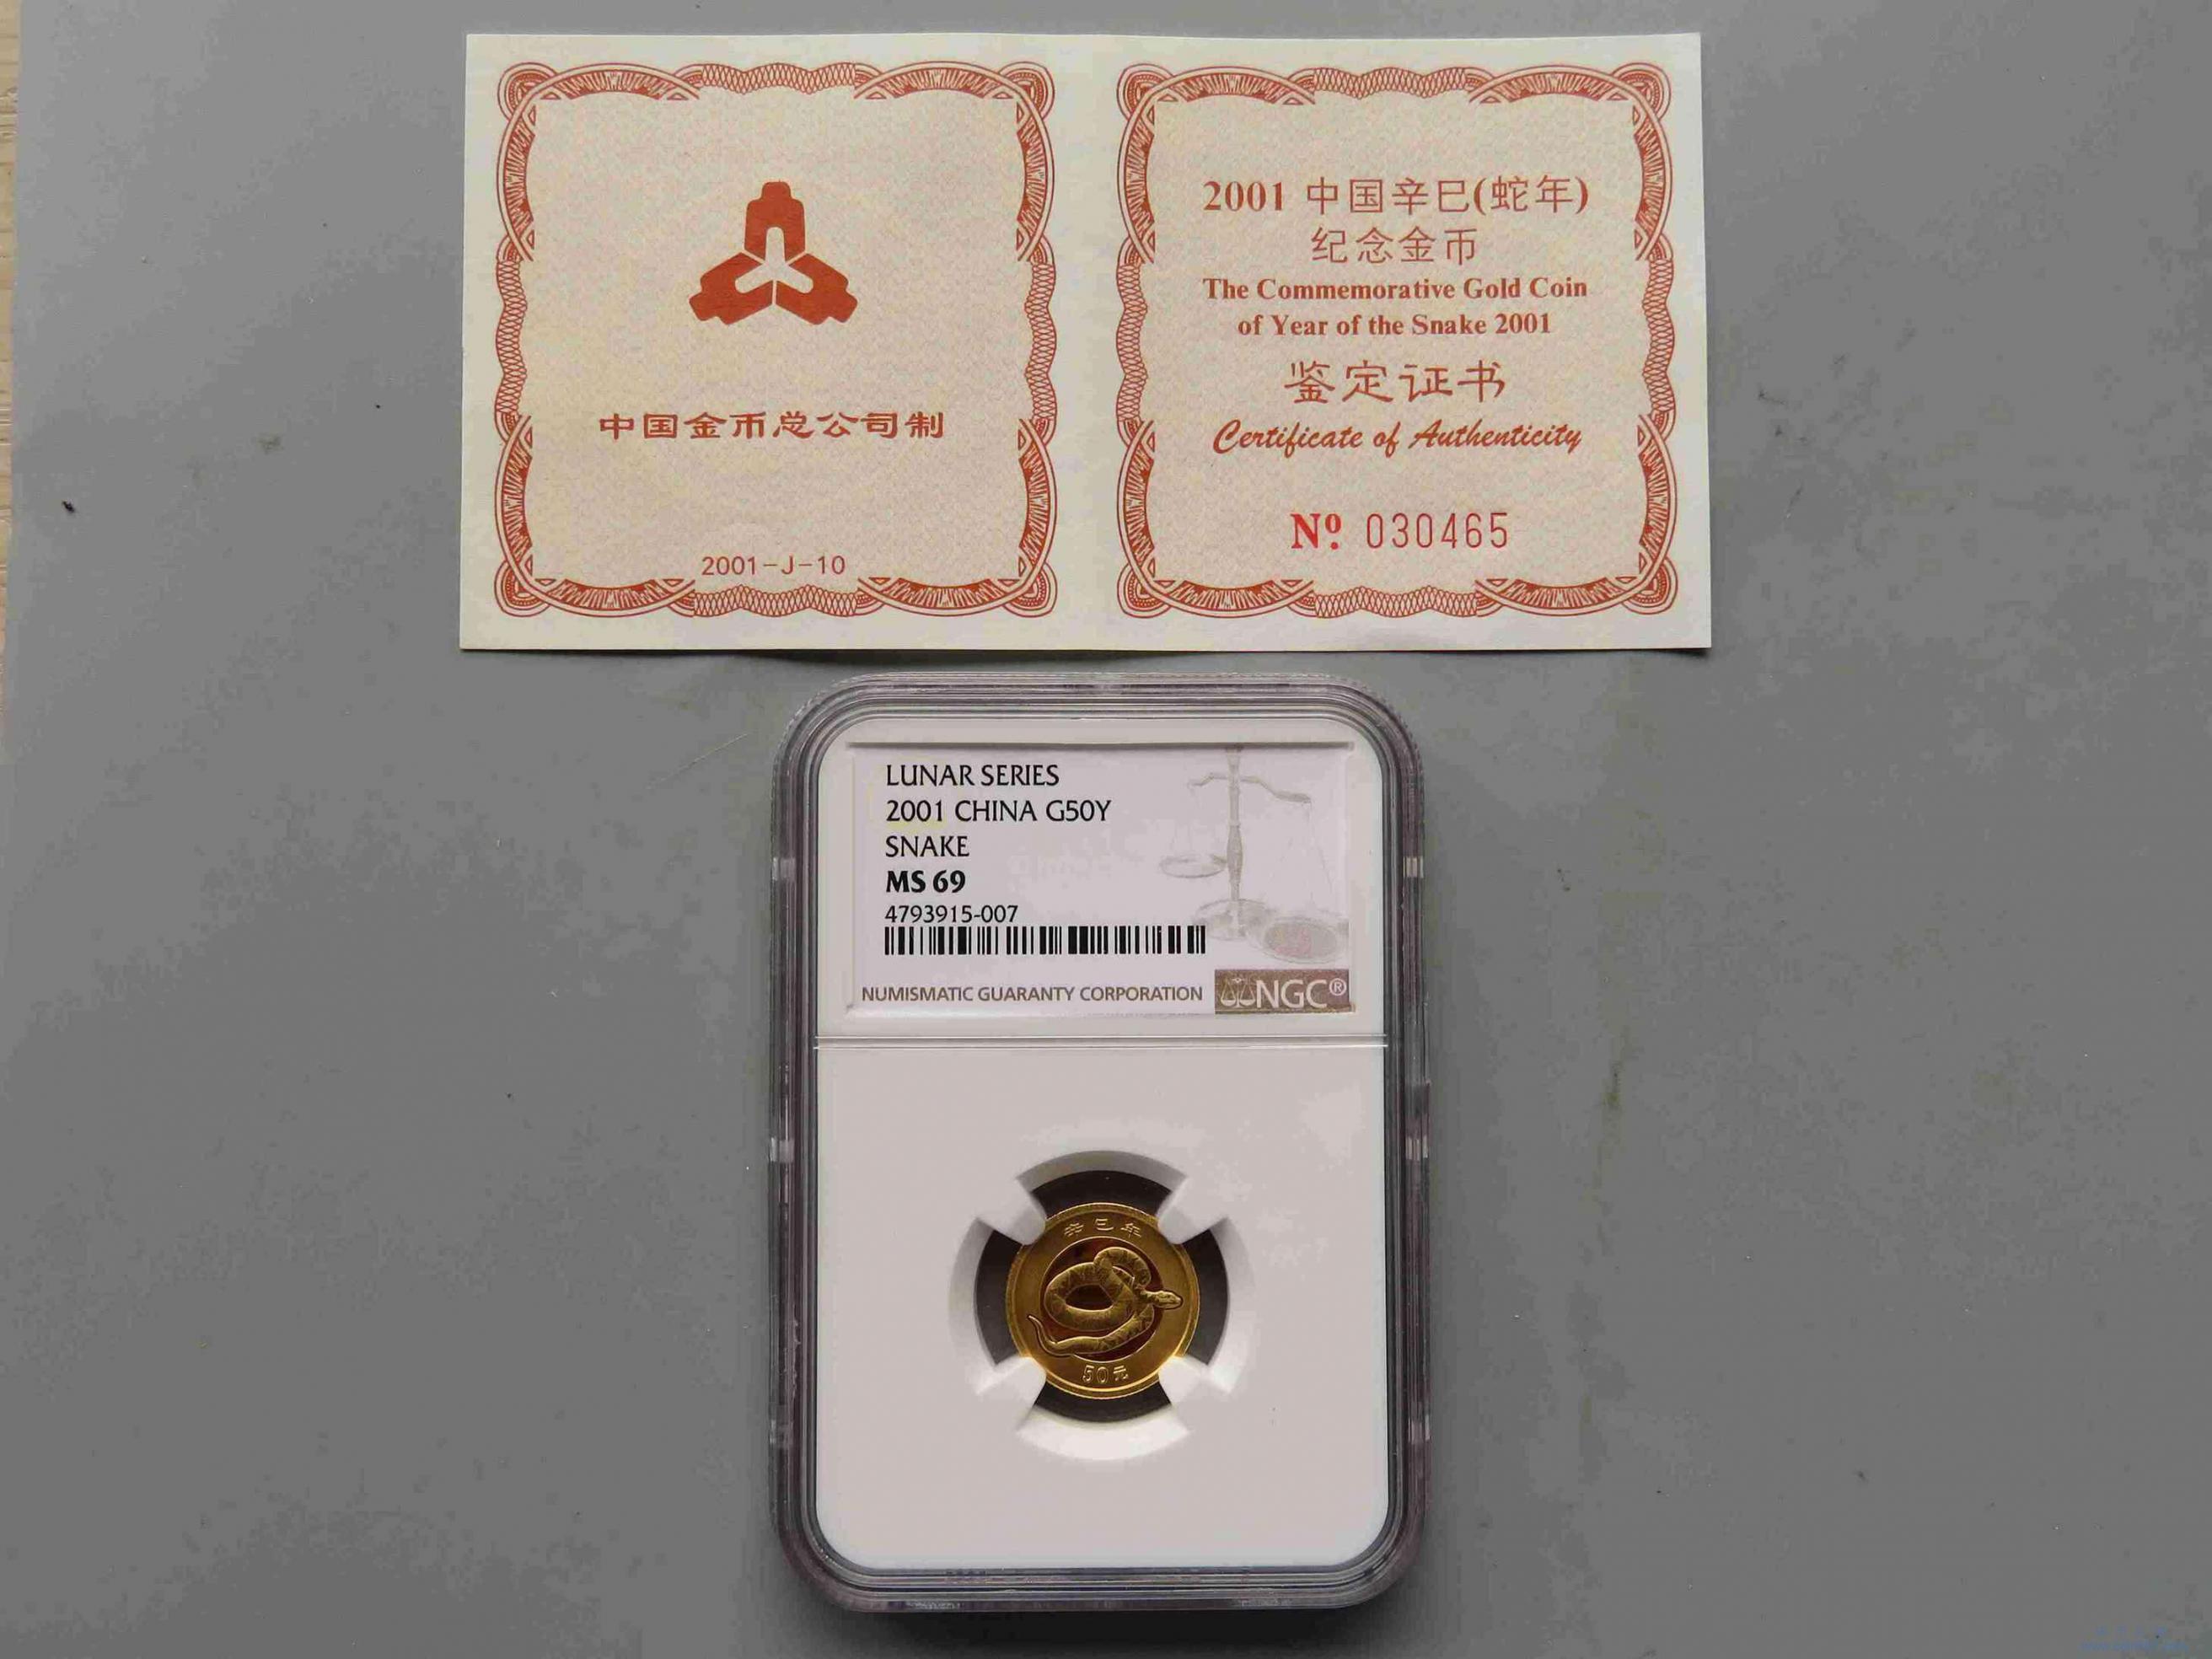 中国金币总公司制
2001-J-10
2001 中国辛巳(蛇年)
纪念金币
The Commemorative Gold Coin
of Year of the Snake 2001
鉴定证书
Certificate of Authenticity
Nº 030465
LUNAR SERIES
2001 CHINA G50Y
SNAKE
MS 69
4793915-007
NUMISMATIC GUARANTY CORPORATION
NGC®
辛巳年
50元